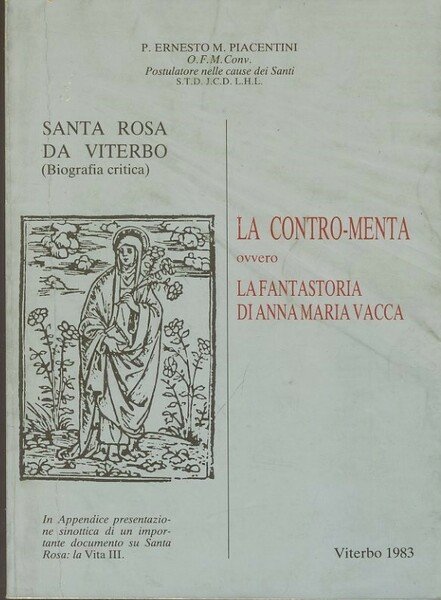 P. ERNESTO M. PIACENTINI
O.F.M.Conv.
Postulatore nelle cause dei Santi
S.T.D. J.C.D. L.H.L.
SANTA ROSA
DA VITERBO
(Biografia critica)
LA CONTRO-MENTA
ovvero
LA FANTASTORIA
DI ANNA MARIA VACCA
In Appendice presentazio-
ne sinottica di un impor-
tante documento su Santa
Rosa: la Vita III.
Viterbo 1983